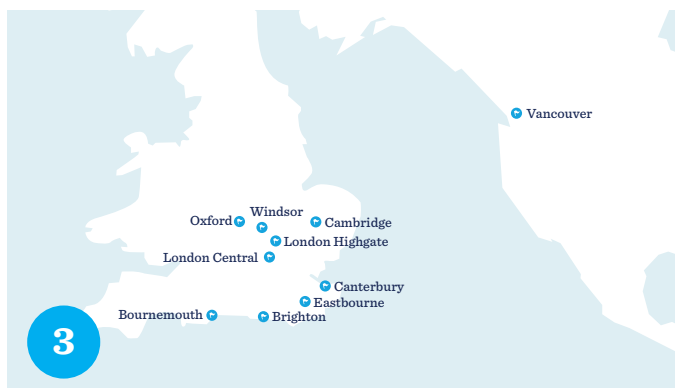 Vancouver
Windsor
Oxford
Cambridge
London Highgate
London Central
Canterbury
Eastbourne
Bournemouth
Brighton
3